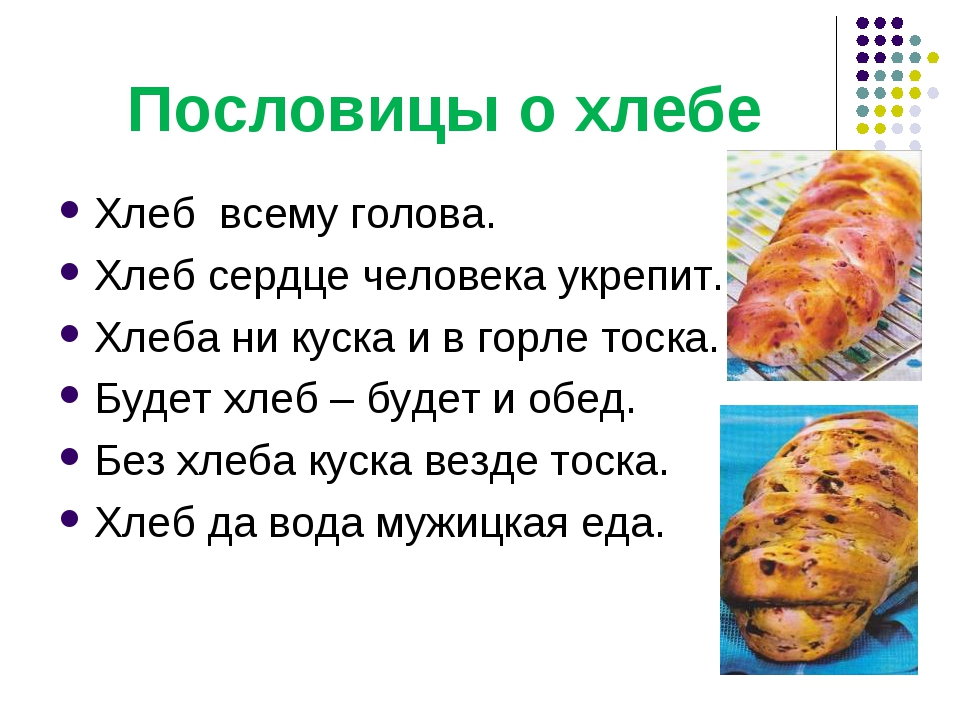 Пословицы о хлебе
Хлеб всему голова.
Хлеб сердце человека укрепит.
Хлеба ни куска и в горле тоска.
Будет хлеб – будет и обед.
Без хлеба куска везде тоска.
Хлеб да вода мужицкая еда.